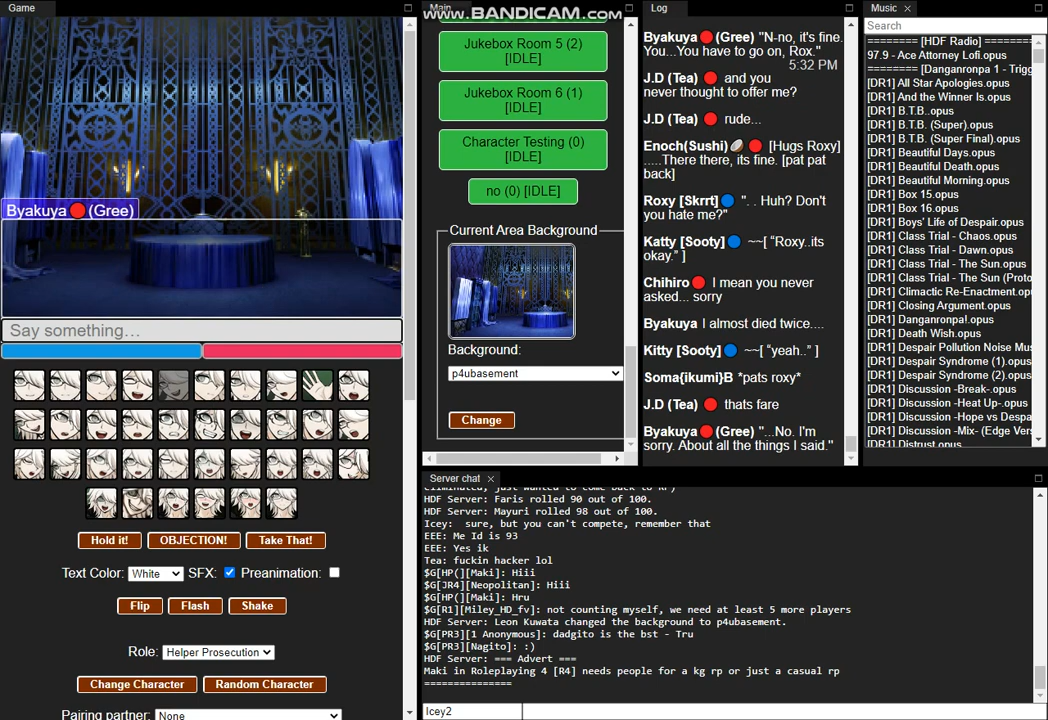 Game
Byakuya 🔴(Gree)
Say something…
Hold it!
OBJECTION!
Take That!
Text Color:
White
SFX:
Preanimation:
Flip
Flash
Shake
Role:
Helper Prosecution
Change Character
Random Character
Pairing partner:
None
Main
www.BANDICAM.com
Jukebox Room 5 (2)
[IDLE]
Jukebox Room 6 (1)
[IDLE]
Character Testing (0)
[IDLE]
no (0) [IDLE]
Current Area Background
Background:
p4ubasement
Change
Log
Byakuya 🔴(Gree) "N-no, it's fine.
You...You have to go on, Rox."
5:32 PM
J.D (Tea) 🔴 and you
never thought to offer me?
J.D (Tea) 🔴 rude...
Enoch(Sushi)🥥🔴 [Hugs Roxy]
.....There there, its fine. [pat pat
back]
Roxy [Skrrt]🔵 ". . Huh? Don't
you hate me?"
Katty [Sooty]🔵 ~~[ “Roxy..its
okay.” ]
Chihiro🔴 I mean you never
asked... sorry
Byakuya I almost died twice....
Kitty [Sooty]🔵 ~~[ “yeah..” ]
Soma{ikumi}B *pats roxy*
J.D (Tea) 🔴 thats fare
Byakuya🔴(Gree) "...No. I'm
sorry. About all the things I said."
Music ×
Search
======== [HDF Radio] =======
97.9 - Ace Attorney Lofi.opus
======== [Danganronpa 1 - Trigg
[DR1] All Star Apologies.opus
[DR1] And the Winner Is.opus
[DR1] B.T.B..opus
[DR1] B.T.B. (Super).opus
[DR1] B.T.B. (Super Final).opus
[DR1] Beautiful Days.opus
[DR1] Beautiful Death.opus
[DR1] Beautiful Morning.opus
[DR1] Box 15.opus
[DR1] Box 16.opus
[DR1] Boys' Life of Despair.opus
[DR1] Class Trial - Chaos.opus
[DR1] Class Trial - Dawn.opus
[DR1] Class Trial - The Sun.opus
[DR1] Class Trial - The Sun (Proto
[DR1] Climactic Re-Enactment.opu
[DR1] Closing Argument.opus
[DR1] Danganronpa!.opus
[DR1] Death Wish.opus
[DR1] Despair Pollution Noise Mus
[DR1] Despair Syndrome (1).opus
[DR1] Despair Syndrome (2).opus
[DR1] Discussion -Break-.opus
[DR1] Discussion -Heat Up-.opus
[DR1] Discussion -Hope vs Despa
[DR1] Discussion -Mix- (Edge Vers
[DR1] Distrust.opus
Server chat ×
eliminated, just wanted to come back to RP)
HDF Server: Faris rolled 90 out of 100.
HDF Server: Mayuri rolled 98 out of 100.
Icey: sure, but you can't compete, remember that
EEE: Me Id is 93
EEE: Yes ik
Tea: fuckin hacker lol
$G[HP(][Maki]: Hiii
$G[JR4][Neopolitan]: Hiii
$G[HP(][Maki]: Hru
$G[R1][Miley_HD_fv]: not counting myself, we need at least 5 more players
HDF Server: Leon Kuwata changed the background to p4ubasement.
$G[PR3][1 Anonymous]: dadgito is the bst - Tru
$G[PR3][Nagito]: :)
HDF Server: === Advert ===
Maki in Roleplaying 4 [R4] needs people for a kg rp or just a casual rp
===============
Icey2